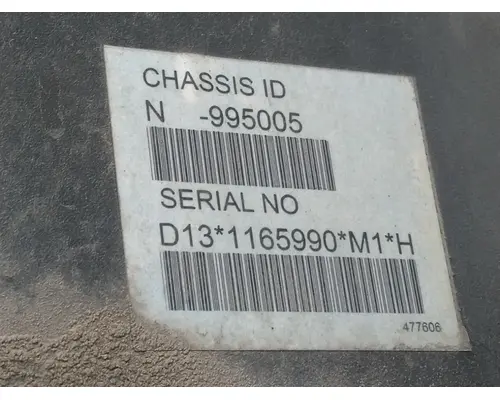 CHASSIS ID
N -995005
SERIAL NO
D13*1165990*M1*H
477606